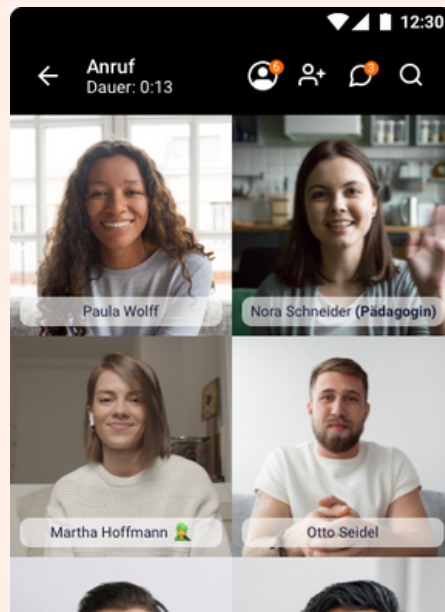 12:30
Anruf
Dauer: 0:13
6
3
Paula Wolff
Nora Schneider (Pädagogin)
Martha Hoffmann 🧟‍♀️
Otto Seidel